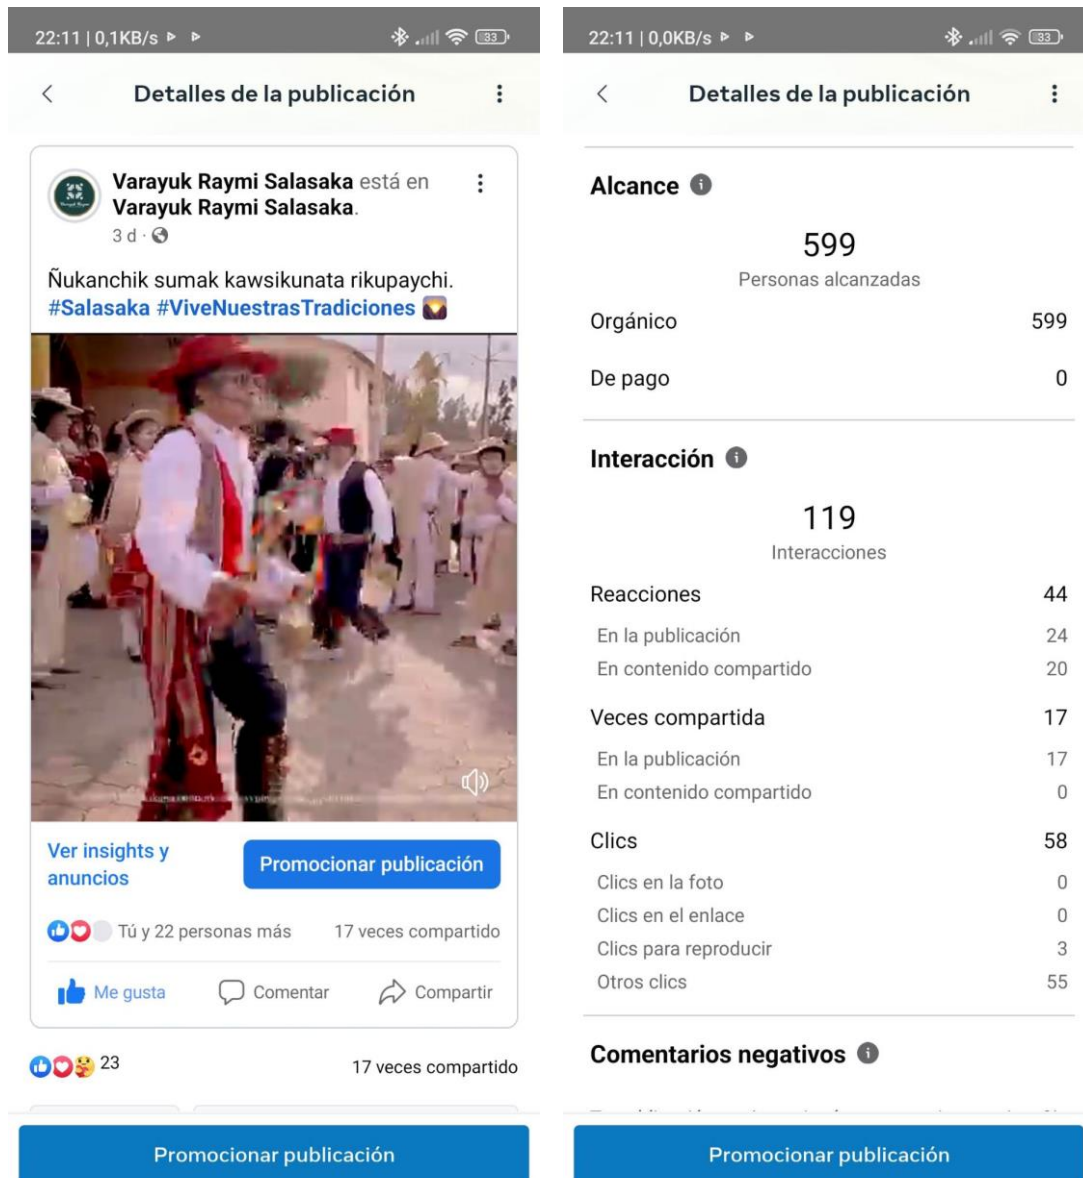 22:11 | 0,1KB/s
33
Detalles de la publicación
Varayuk Raymi Salasaka está en
Varayuk Raymi Salasaka.
3 d ·
Ñukanchik sumak kawsikunata rikupaychi.
#Salasaka #ViveNuestrasTradiciones
Ver insights y
anuncios
Promocionar publicación
Tú y 22 personas más 17 veces compartido
Me gusta Comentar Compartir
23 17 veces compartido
Promocionar publicación
22:11 | 0,0KB/s
33
Detalles de la publicación
Alcance
599
Personas alcanzadas
Orgánico 599
De pago 0
Interacción
119
Interacciones
Reacciones 44
En la publicación 24
En contenido compartido 20
Veces compartida 17
En la publicación 17
En contenido compartido 0
Clics 58
Clics en la foto 0
Clics en el enlace 0
Clics para reproducir 3
Otros clics 55
Comentarios negativos
Promocionar publicación